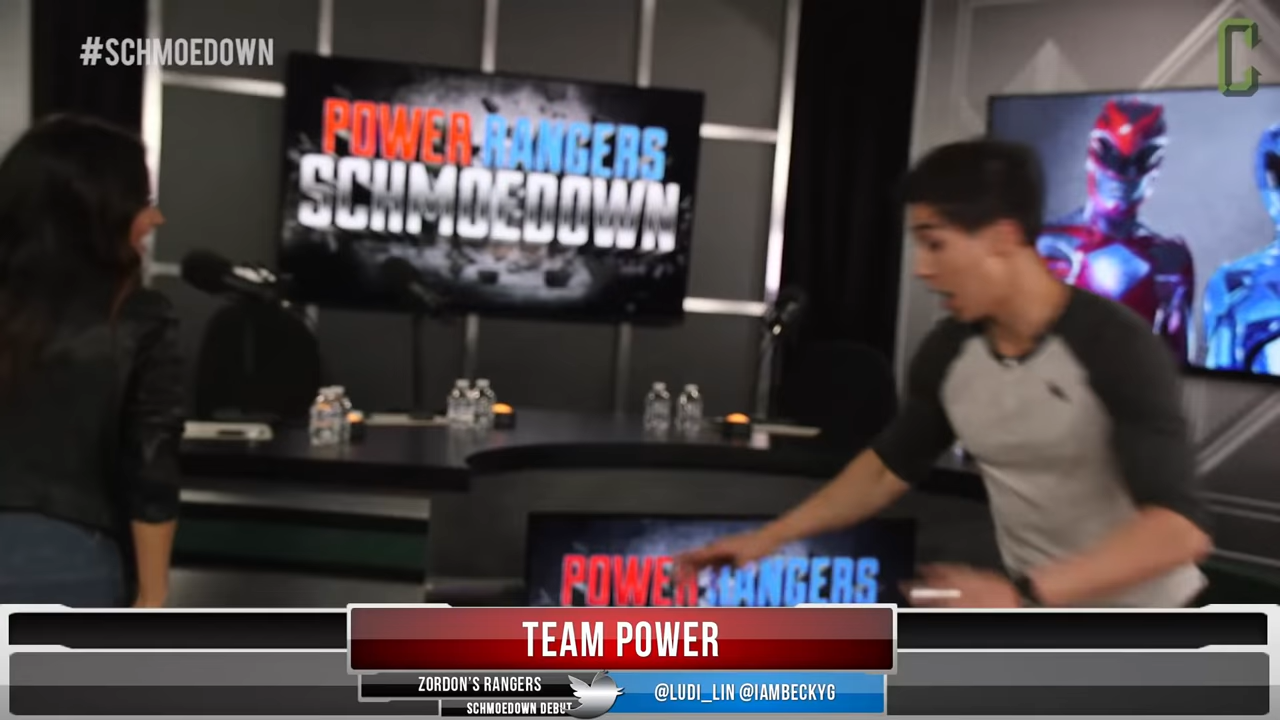 #SCHMOEDOWN
POWER RANGERS
SCHMOEDOWN
POWER RANGERS
TEAM POWER
ZORDON'S RANGERS
@LUDI_LIN @IAMBECKYG
SCHMOEDOWN DEBUT